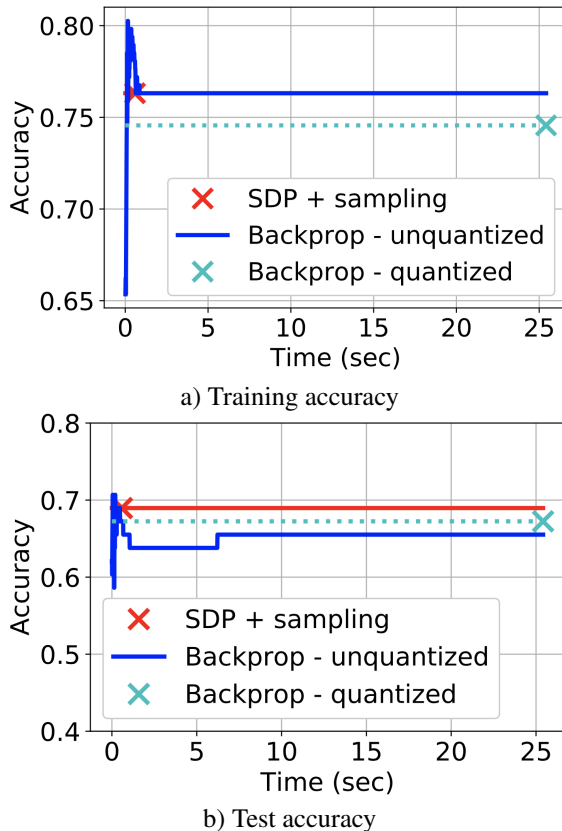 0.80
0.75
0.70
0.65
Accuracy
SDP + sampling
Backprop - unquantized
Backprop - quantized
0 5 10 15 20 25
Time (sec)
a) Training accuracy
0.8
0.7
0.6
0.5
0.4
Accuracy
SDP + sampling
Backprop - unquantized
Backprop - quantized
0 5 10 15 20 25
Time (sec)
b) Test accuracy